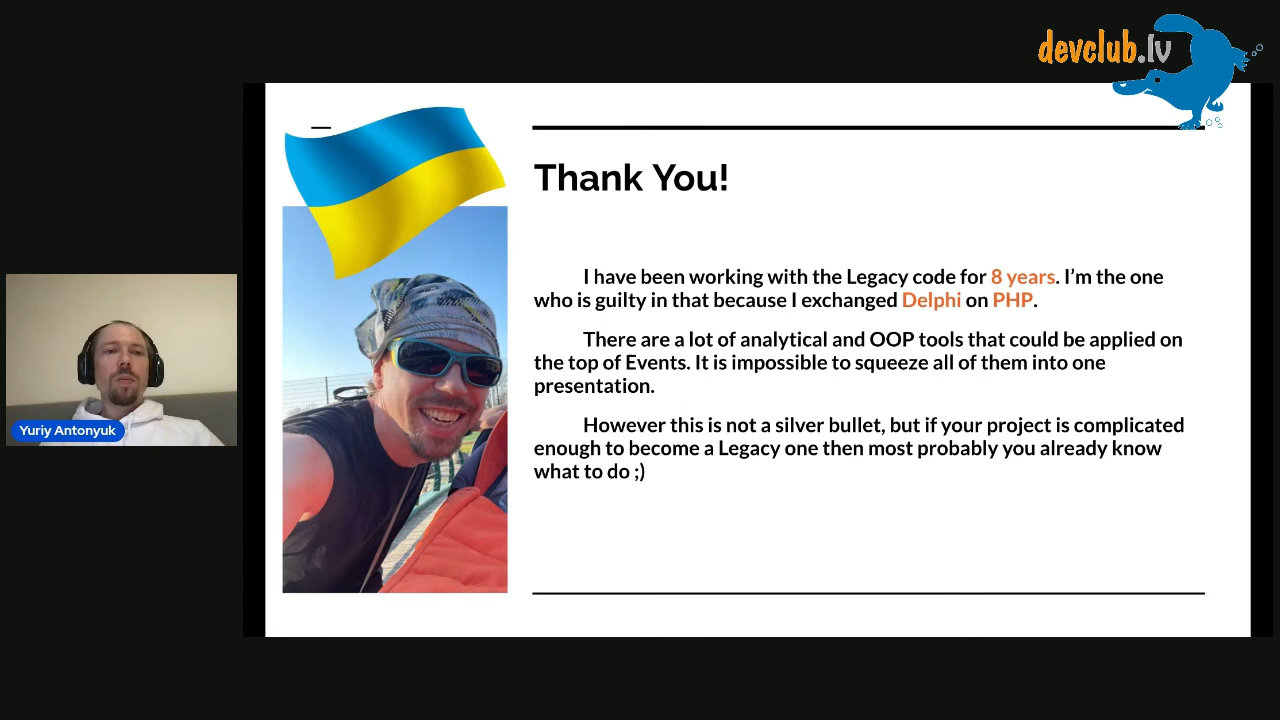 devclub.lv
Thank You!
I have been working with the Legacy code for 8 years. I’m the one
who is guilty in that because I exchanged Delphi on PHP.
There are a lot of analytical and OOP tools that could be applied on
the top of Events. It is impossible to squeeze all of them into one
presentation.
However this is not a silver bullet, but if your project is complicated
enough to become a Legacy one then most probably you already know
what to do ;)
Yuriy Antonyuk